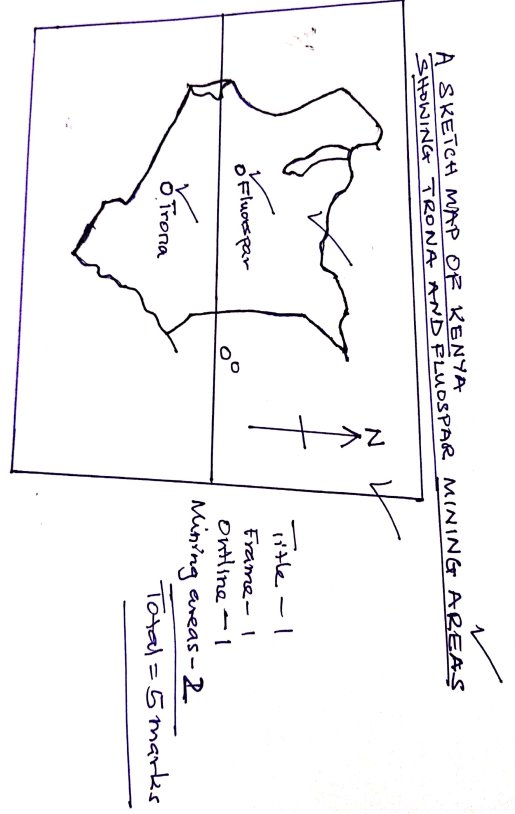 A SKETCH MAP OF KENYA
SHOWING TRONA AND FLUOSPAR MINING AREAS
N
0°
o Fluospar
o Trona
Title - 1
Frame - 1
Outline - 1
Mining areas - 2
Total = 5 marks